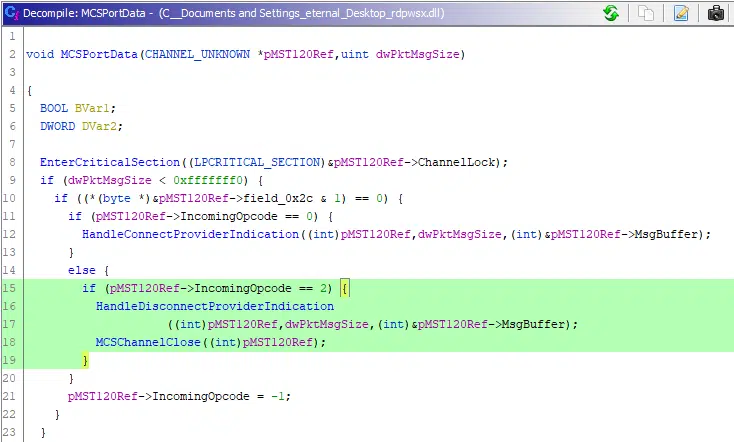 Decompile: MCSPortData - (C__Documents and Settings_eternal_Desktop_rdpwsx.dll)
1
2 void MCSPortData(CHANNEL_UNKNOWN *pMST120Ref,uint dwPktMsgSize)
3
4 {
5 BOOL BVar1;
6 DWORD DVar2;
7
8 EnterCriticalSection((LPCRITICAL_SECTION)&pMST120Ref->ChannelLock);
9 if (dwPktMsgSize < 0xfffffff0) {
10 if ((*(byte *)&pMST120Ref->field_0x2c & 1) == 0) {
11 if (pMST120Ref->IncomingOpcode == 0) {
12 HandleConnectProviderIndication((int)pMST120Ref,dwPktMsgSize,(int)&pMST120Ref->MsgBuffer);
13 }
14 else {
15 if (pMST120Ref->IncomingOpcode == 2) {
16 HandleDisconnectProviderIndication
17 ((int)pMST120Ref,dwPktMsgSize,(int)&pMST120Ref->MsgBuffer);
18 MCSChannelClose((int)pMST120Ref);
19 }
20 }
21 pMST120Ref->IncomingOpcode = -1;
22 }
23 }